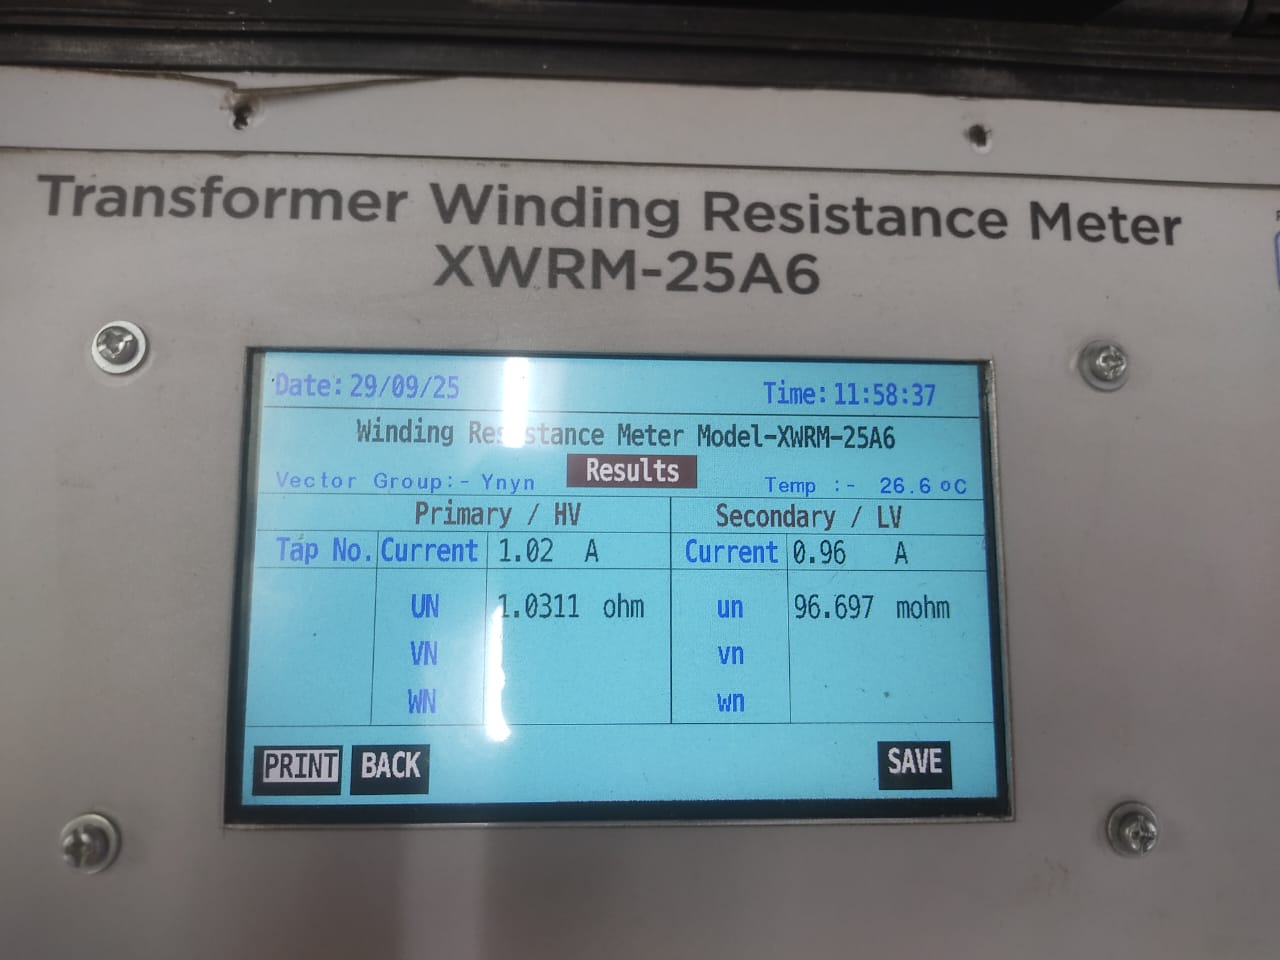 Transformer Winding Resistance Meter
XWRM-25A6
Date: 29/09/25 Time: 11:58:37
Winding Resistance Meter Model-XWRM-25A6
Results
Vector Group:- Ynyn Temp :- 26.6 oC
Primary / HV Secondary / LV
Tap No. Current 1.02 A Current 0.96 A
UN 1.0311 ohm un 96.697 mohm
VN vn
WN wn
PRINT BACK SAVE